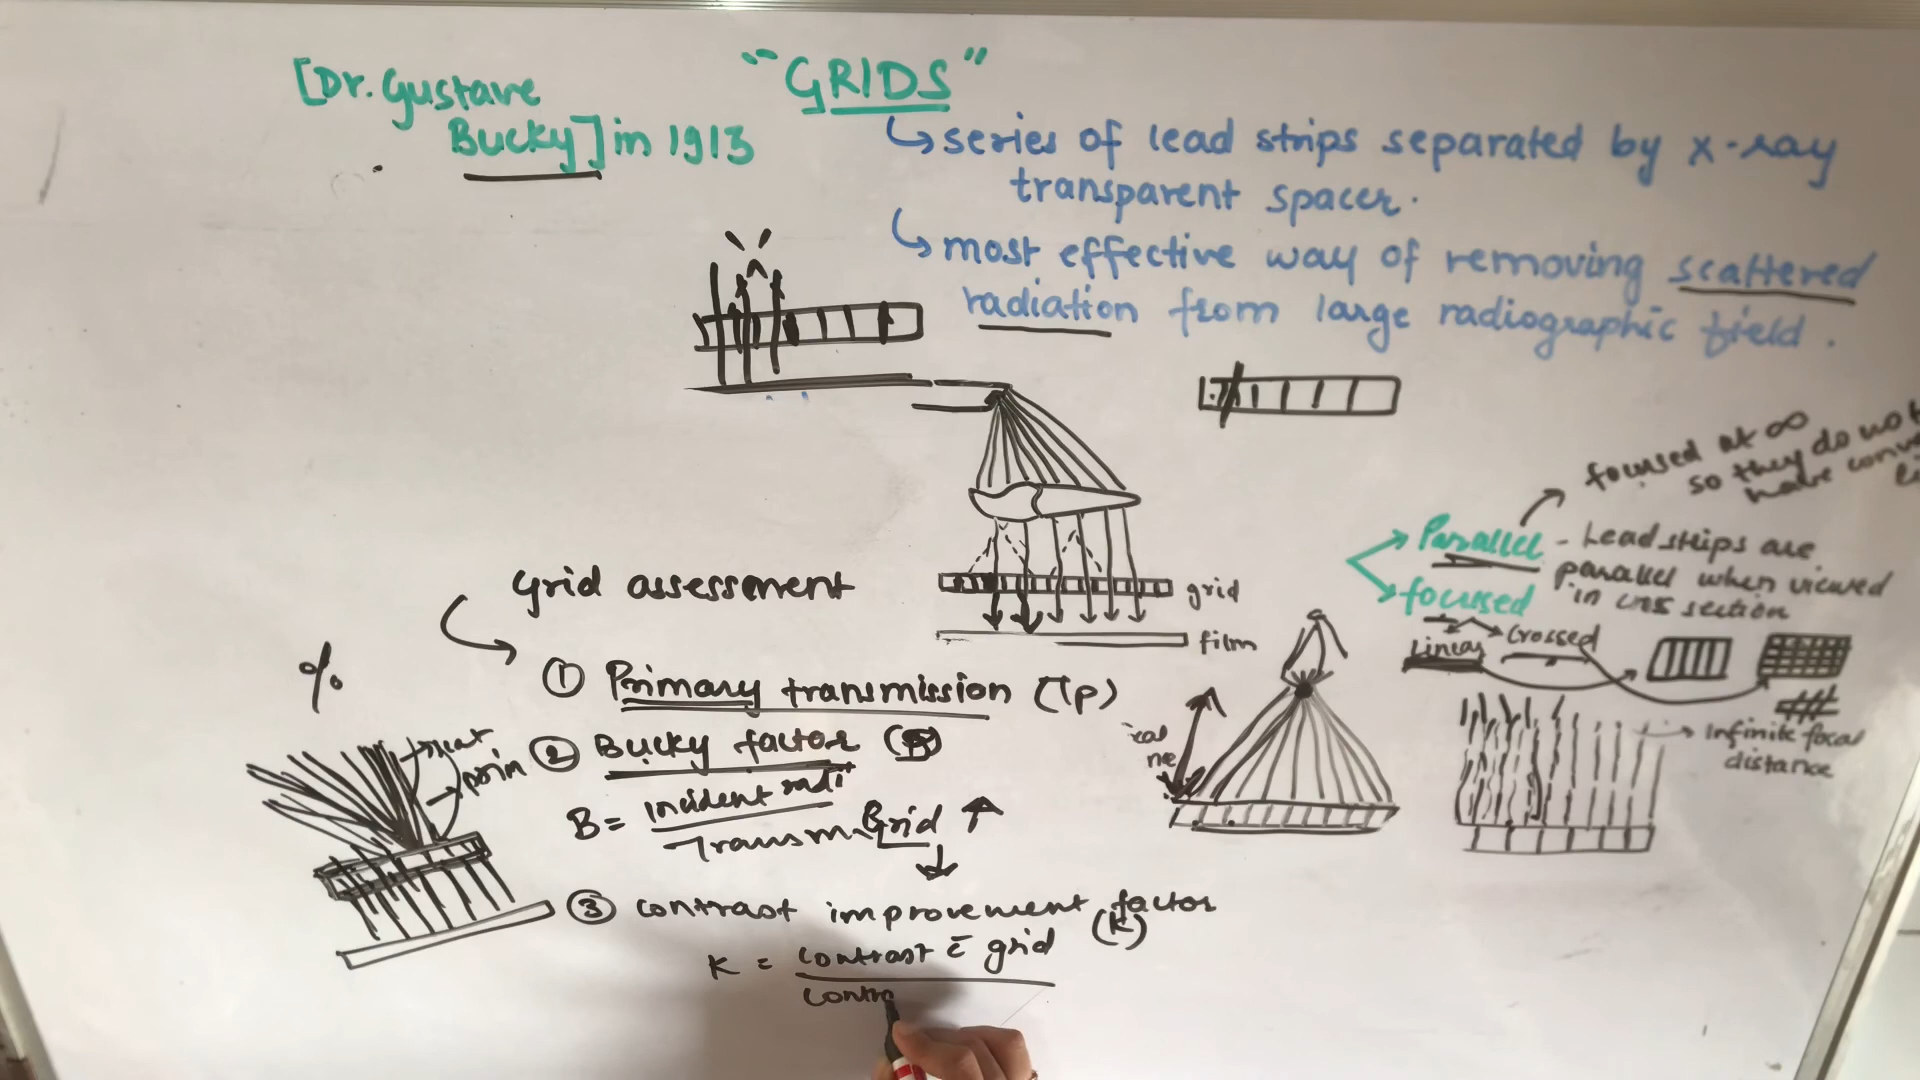 [Dr. Gustave
Bucky] in 1913
"GRIDS"
series of lead strips separated by x-ray
transparent spacer.
most effective way of removing scattered
radiation from large radiographic field.
focused at ∞
so they do not
have
Parallel - Lead strips are
parallel when viewed
in section
focused
Linear
Crossed
Infinite focal
distance
grid
film
Grid assessment
% 
① Primary transmission (Tp)
② Bucky factor (B)
B = Incident radiⁿ
Transm Grid ↑
↓
③ contrast improvement factor
(K)
K = contrast c̄ grid
contra